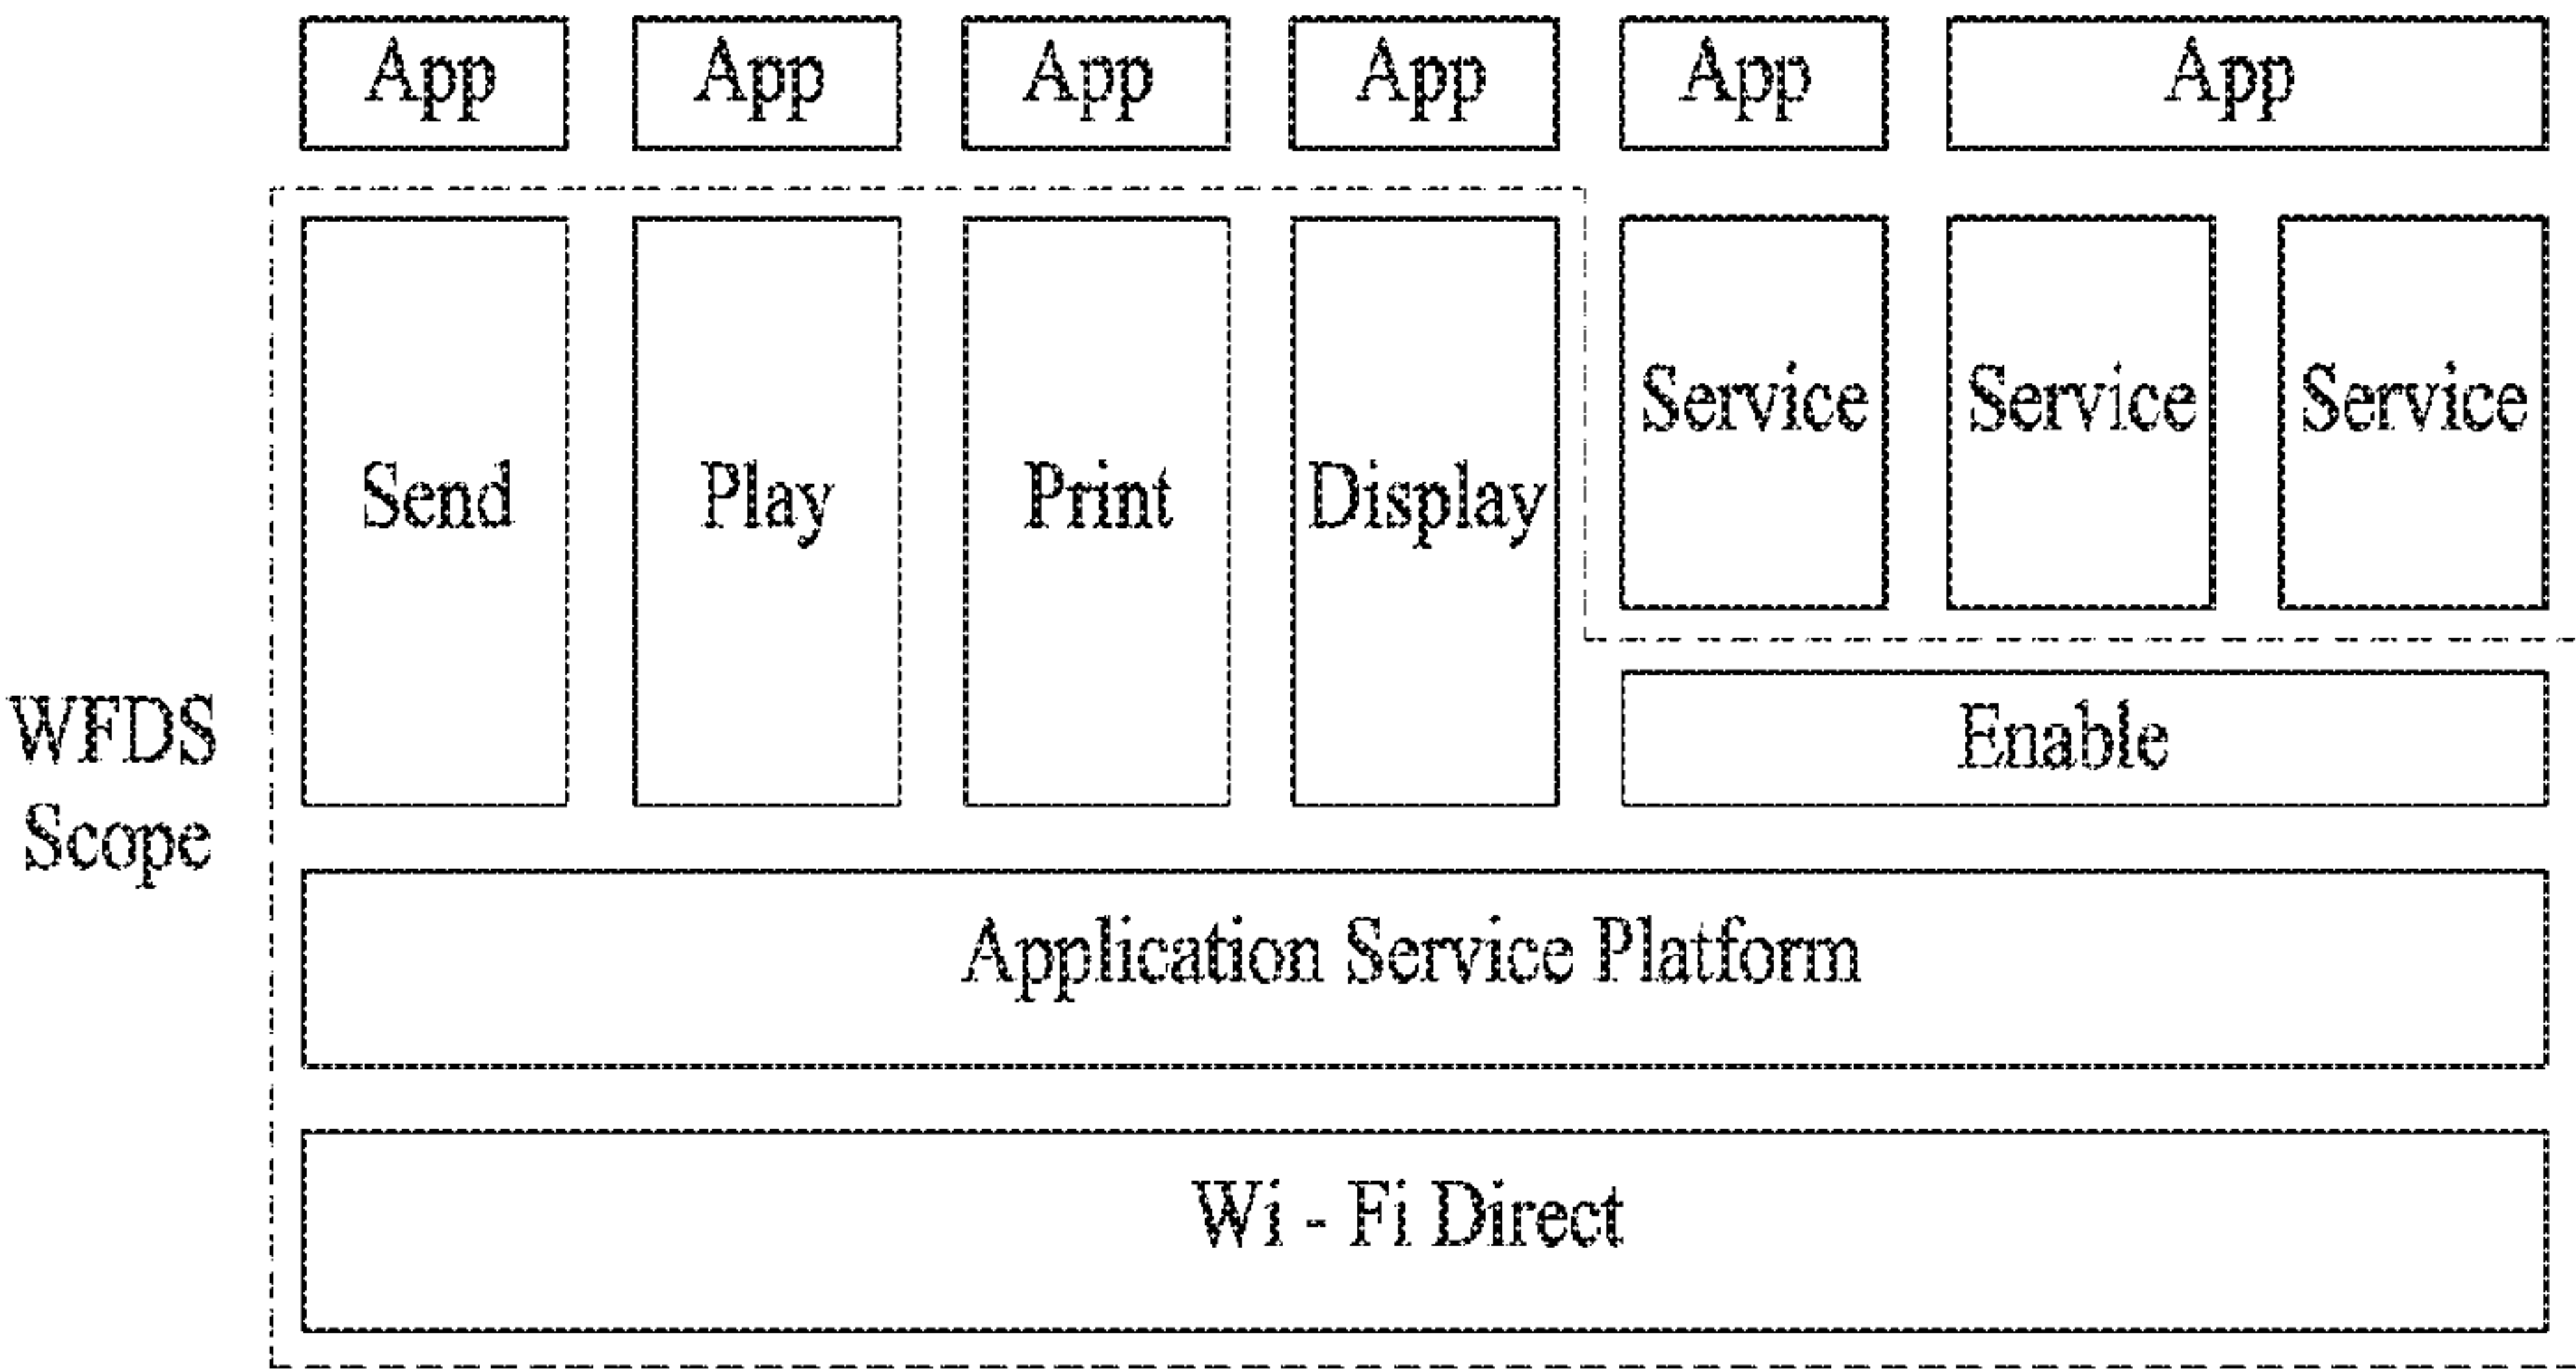 App App App App App App
Service Service Service
Send Play Print Display
WFDS
Scope
Enable
Application Service Platform
Wi - Fi Direct